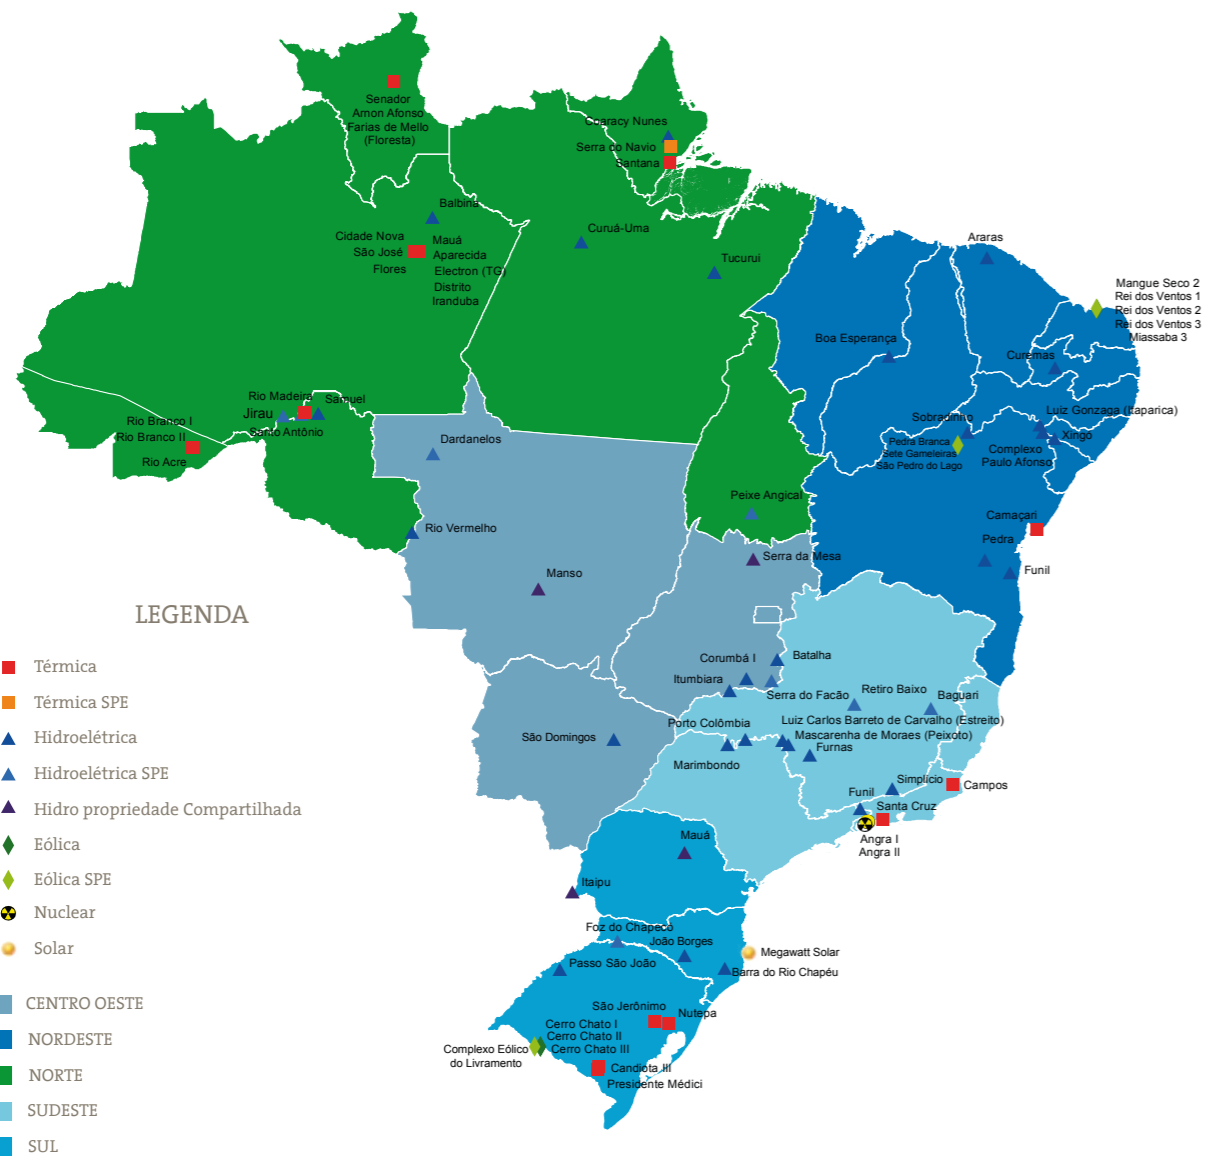 Senador
Arnon Afonso
Farias de Mello
(Floresta)
Coaracy Nunes
Serra do Navio
Santana
Balbina
Cidade Nova
São José
Flores
Mauá
Aparecida
Electron (TG)
Distrito
Iranduba
Curuá-Uma
Tucurui
Araras
Mangue Seco 2
Rei dos Ventos 1
Rei dos Ventos 2
Rei dos Ventos 3
Miassaba 3
Boa Esperança
Curemas
Rio Madeira
Samuel
Jirau
Santo Antônio
Rio Branco I
Rio Branco II
Rio Acre
Sobradinho
Luiz Gonzaga (Itaparica)
Pedra Branca
Sete Gameleiras
São Pedro do Lago
Complexo
Paulo Afonso
Xingó
Dardanelos
Peixe Angical
Camaçari
Rio Vermelho
Pedra
Funil
Serra da Mesa
Manso
LEGENDA
Térmica
Térmica SPE
Hidroelétrica
Hidroelétrica SPE
Hidro propriedade Compartilhada
Eólica
Eólica SPE
Nuclear
Solar
CENTRO OESTE
NORDESTE
NORTE
SUDESTE
SUL
Corumbá I
Batalha
Itumbiara
Serra do Facão
Retiro Baixo
Baguari
São Domingos
Porto Colômbia
Luiz Carlos Barreto de Carvalho (Estreito)
Mascarenha de Moraes (Peixoto)
Furnas
Marimbondo
Simplício
Campos
Funil
Santa Cruz
Angra I
Angra II
Mauá
Itaipu
Foz do Chapecó
João Borges
Megawatt Solar
Passo São João
Barra do Rio Chapéu
São Jerônimo
Nutepa
Cerro Chato I
Cerro Chato II
Cerro Chato III
Complexo Eólico
do Livramento
Candiota III
Presidente Médici